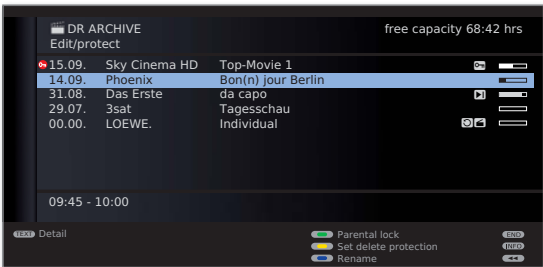 DR ARCHIVE free capacity 68:42 hrs
Edit/protect
15.09. Sky Cinema HD Top-Movie 1
14.09. Phoenix Bon(n) jour Berlin
31.08. Das Erste da capo
29.07. 3sat Tagesschau
00.00. LOEWE. Individual
09:45 - 10:00
TEXT Detail Parental lock END
Set delete protection INFO
Rename